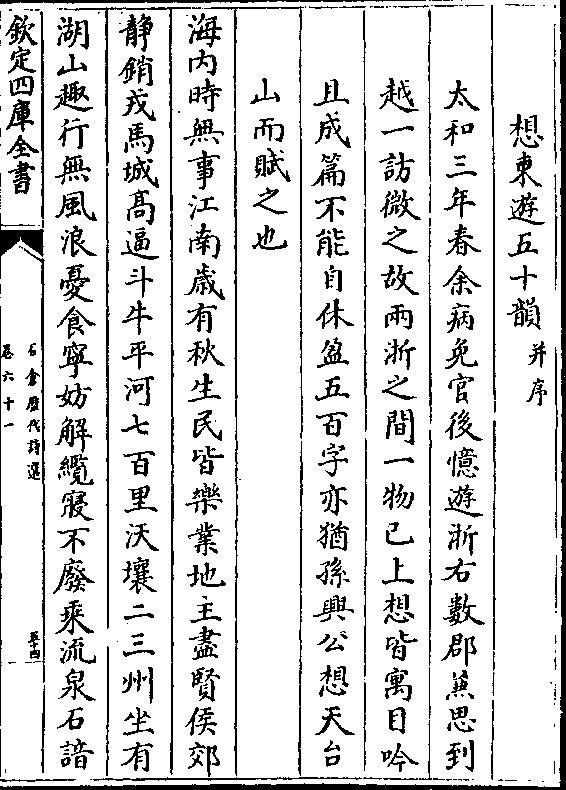 想東遊五十韻并序
太和三年春余病免官後憶遊浙右數郡兼思到
越一訪微之故兩浙之間一物已上想皆寓目吟
且成篇不能自休盈五百字亦猶孫興公想天台
山而賦之也
海内時無事江南歲有秋生民皆樂業地主盡賢侯郊
靜銷戎馬城高逼斗牛平河七百里沃壤二三州坐有
湖山趣行無風浪憂食寧妨解纜寢不廢乘流泉石諳
欽定四庫全書
石倉歷代詩選
卷六十一
五十四